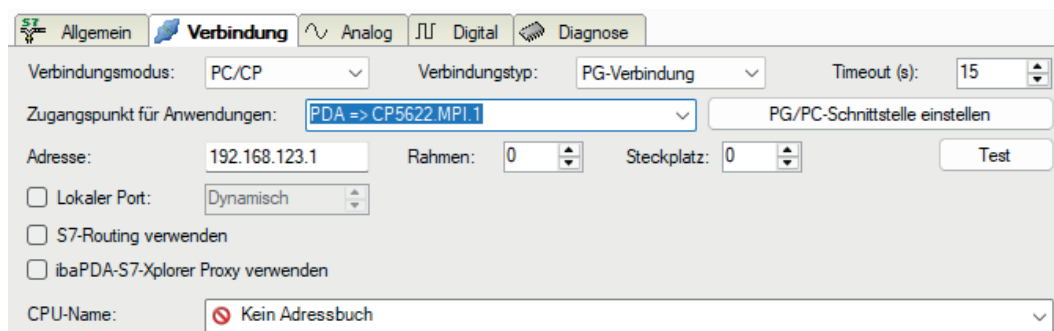 S7 Allgemein Verbindung Analog Digital Diagnose
Verbindungsmodus: PC/CP Verbindungstyp: PG-Verbindung Timeout (s): 15
Zugangspunkt für Anwendungen: PDA => CP5622.MPI.1 PG/PC-Schnittstelle einstellen
Adresse: 192.168.123.1 Rahmen: 0 Steckplatz: 0 Test
Lokaler Port: Dynamisch
S7-Routing verwenden
ibaPDA-S7-Xplorer Proxy verwenden
CPU-Name: Kein Adressbuch